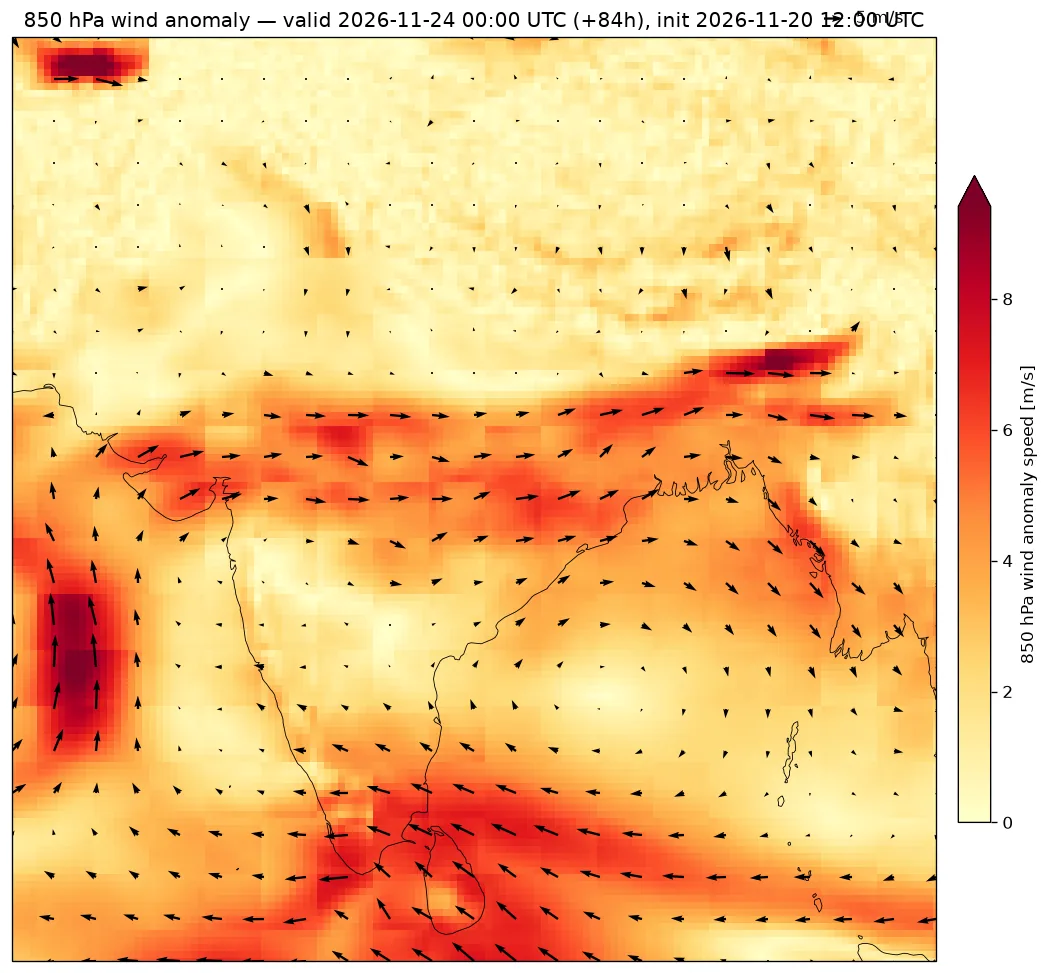 850 hPa wind anomaly — valid 2026-11-24 00:00 UTC (+84h), init 2026-11-20 12:00 UTC
5 m/s
8
6
4
2
0
850 hPa wind anomaly speed [m/s]